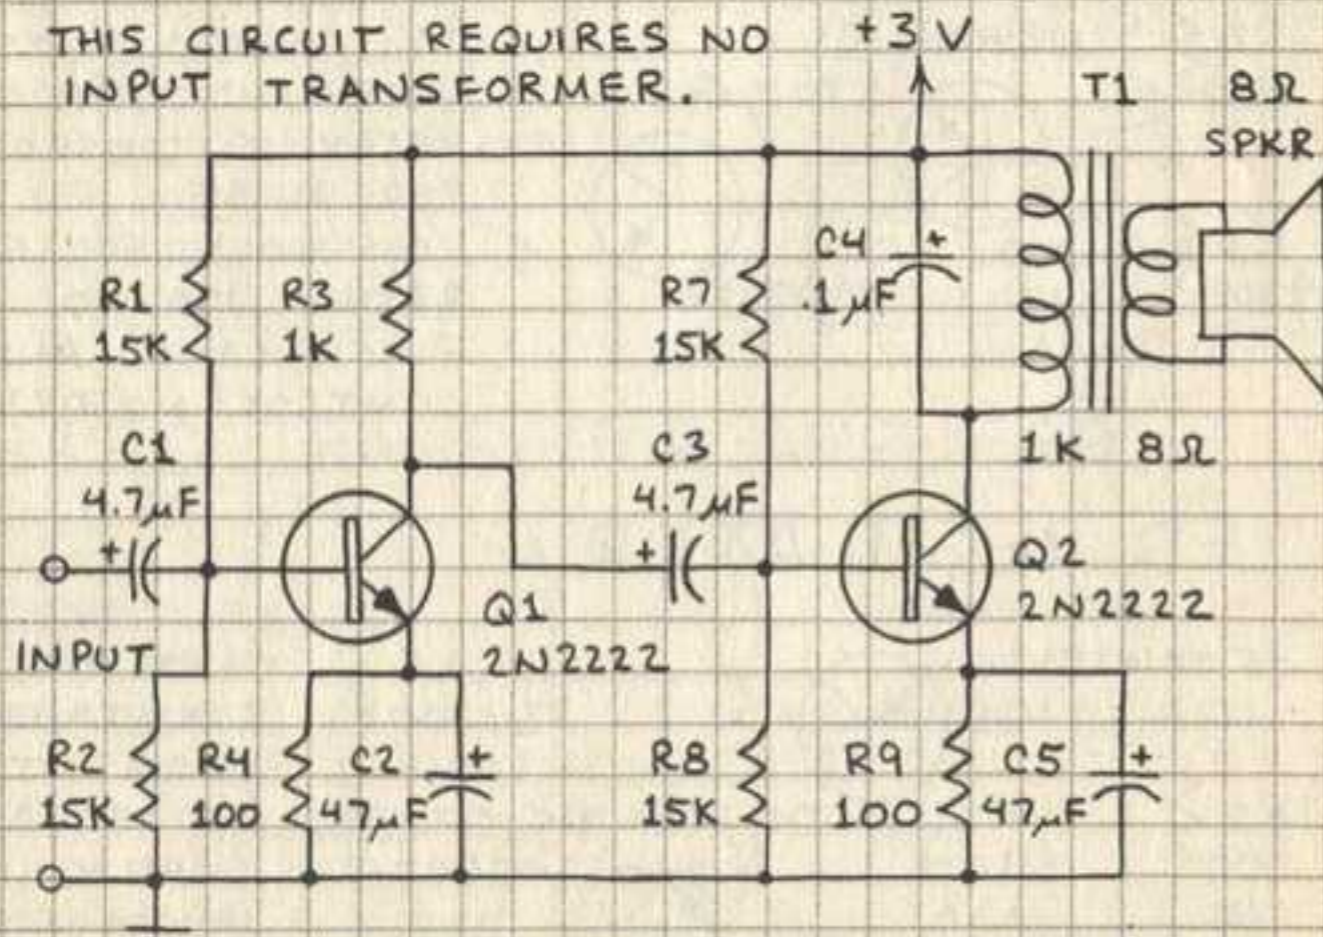 THIS CIRCUIT REQUIRES NO
INPUT TRANSFORMER.
+3 V
T1
8Ω
SPKR
R1
15K
R3
1K
R7
15K
C4
+
.1μF
C1
4.7μF
+
C3
4.7μF
+
1K
8Ω
INPUT
Q1
2N2222
Q2
2N2222
R2
15K
R4
100
C2
47μF
+
R8
15K
R9
100
C5
47μF
+